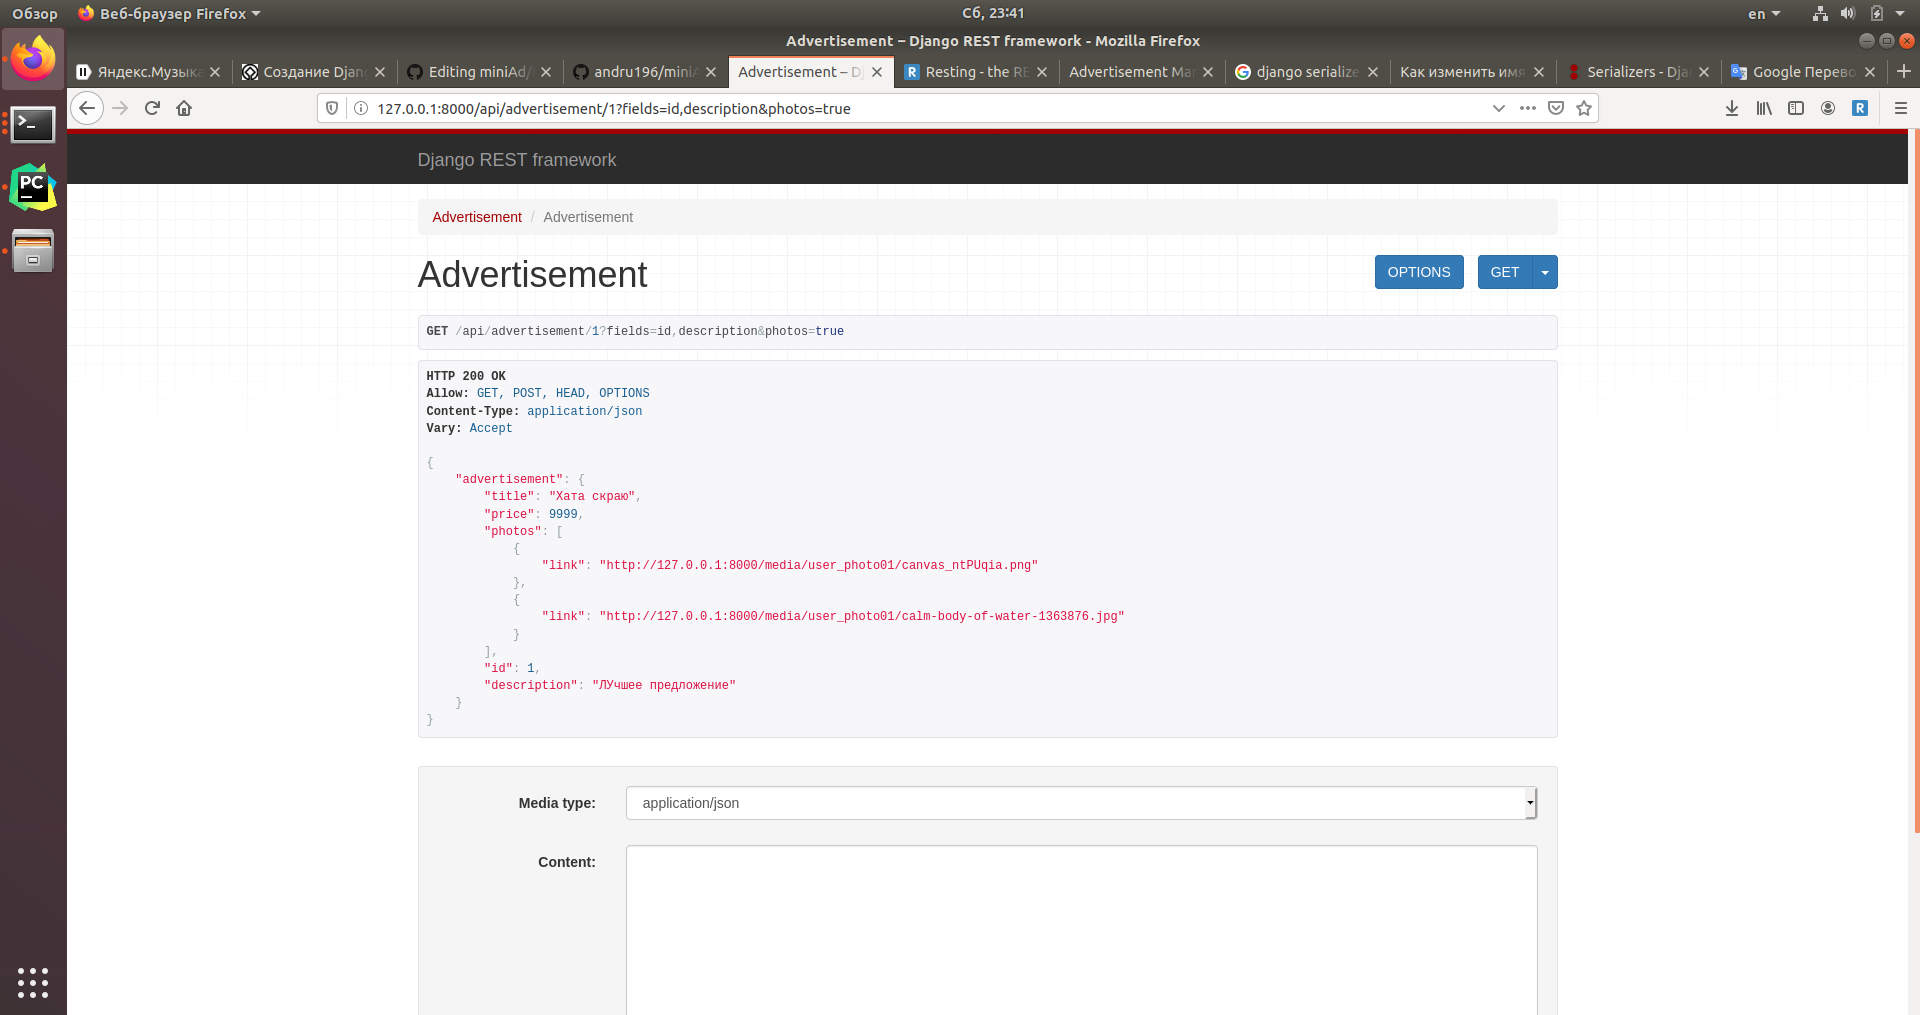 Обзор Веб-браузер Firefox Сб, 23:41 en
Advertisement – Django REST framework - Mozilla Firefox
Яндекс.Музыка Создание Djan Editing miniAd/ andru196/mini Advertisement – D Resting - the RE Advertisement Ma django serialize Как изменить имя Serializers - Dja Google Перево
127.0.0.1:8000/api/advertisement/1?fields=id,description&photos=true
Django REST framework
Advertisement / Advertisement
Advertisement OPTIONS GET
GET /api/advertisement/1?fields=id,description&photos=true
HTTP 200 OK
Allow: GET, POST, HEAD, OPTIONS
Content-Type: application/json
Vary: Accept
{
"advertisement": {
"title": "Хата скраю",
"price": 9999,
"photos": [
{
"link": "http://127.0.0.1:8000/media/user_photo01/canvas_ntPUqia.png"
},
{
"link": "http://127.0.0.1:8000/media/user_photo01/calm-body-of-water-1363876.jpg"
}
],
"id": 1,
"description": "ЛУчшее предложение"
}
}
Media type: application/json
Content: